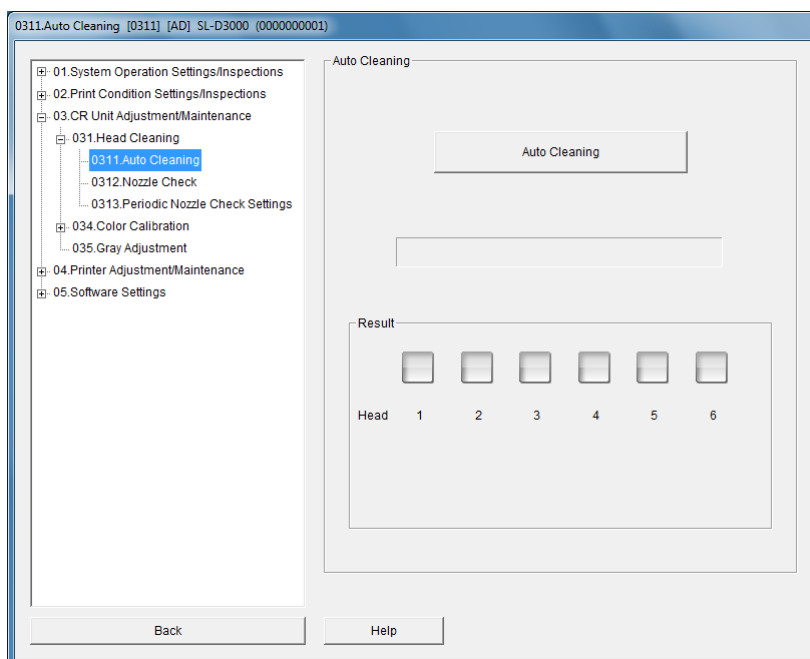 0311.Auto Cleaning [0311] [AD] SL-D3000 (0000000001)
01.System Operation Settings/Inspections
02.Print Condition Settings/Inspections
03.CR Unit Adjustment/Maintenance
031.Head Cleaning
0311.Auto Cleaning
0312.Nozzle Check
0313.Periodic Nozzle Check Settings
034.Color Calibration
035.Gray Adjustment
04.Printer Adjustment/Maintenance
05.Software Settings
Auto Cleaning
Auto Cleaning
Result
Head 1 2 3 4 5 6
Back Help